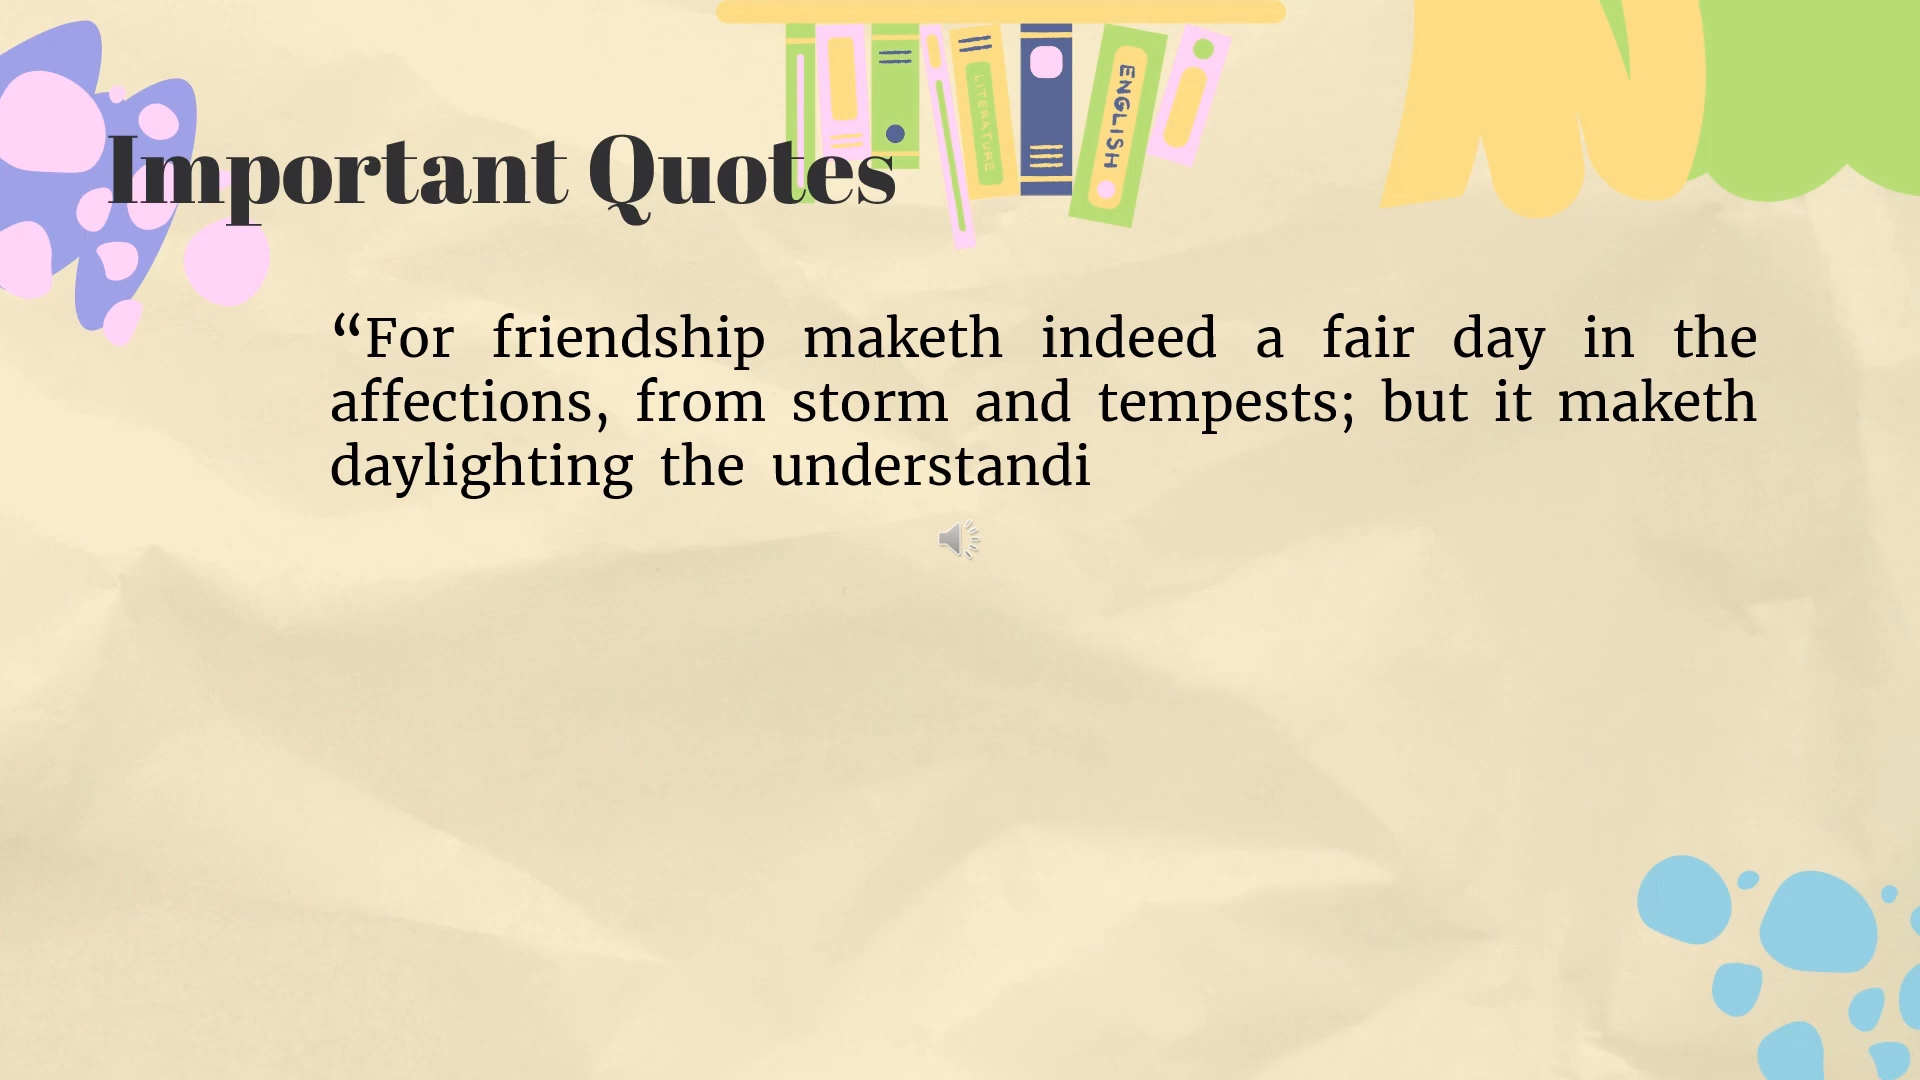 LITERATURE
ENGLISH
Important Quotes
“For friendship maketh indeed a fair day in the
affections, from storm and tempests; but it maketh
daylighting the understandi